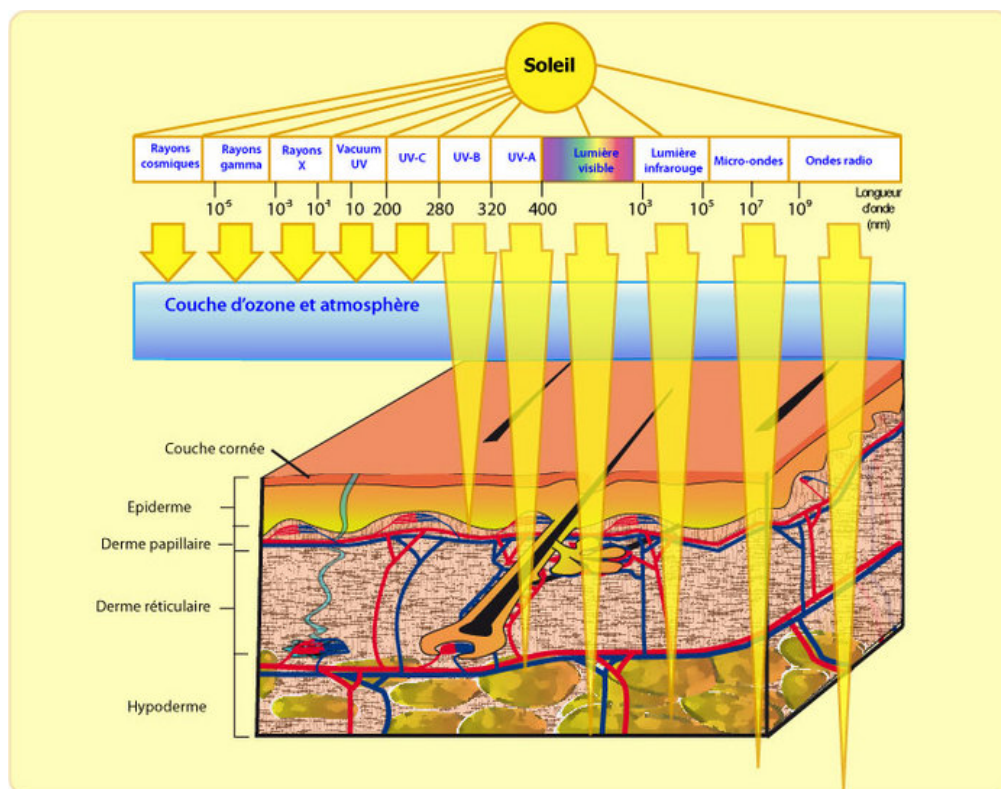 Soleil
Rayons
cosmiques
Rayons
gamma
Rayons
X
Vacuum
UV
UV-C
UV-B
UV-A
Lumière
visible
Lumière
infrarouge
Micro-ondes
Ondes radio
10⁻⁵
10⁻³
10⁻¹
10
200
280
320
400
10³
10⁵
10⁷
10⁹
Longueur
d'onde
(nm)
Couche d'ozone et atmosphère
Couche cornée
Epiderme
Derme papillaire
Derme réticulaire
Hypoderme